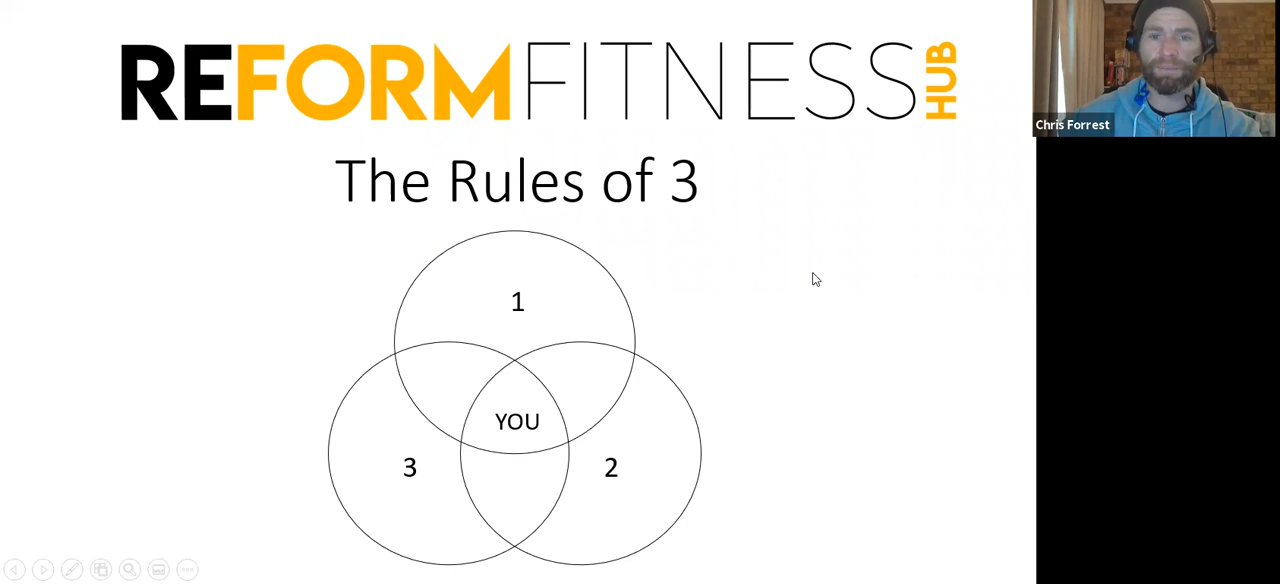 REFORMFITNESS HUB
Chris Forrest
The Rules of 3
1
YOU
3
2